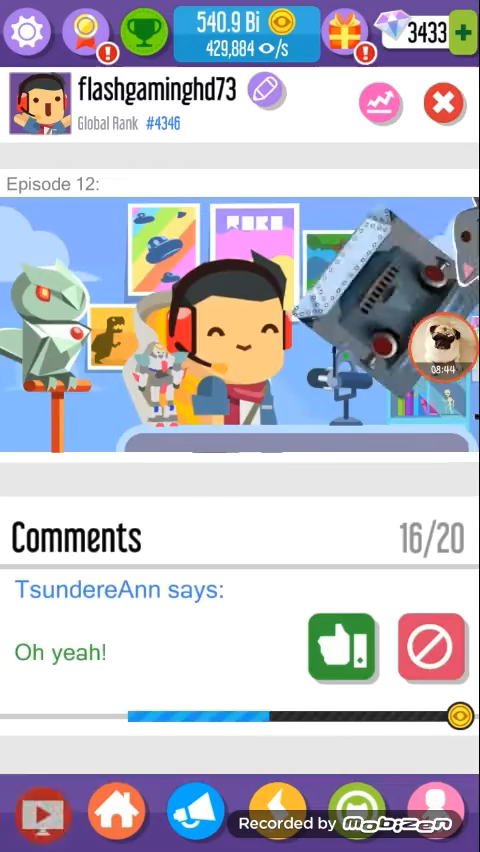 540.9 Bi
429,884 /s
3433
flashgaminghd73
Global Rank #4346
Episode 12:
08:44
Comments 16/20
TsundereAnn says:
Oh yeah!
Recorded by MOBIZEN